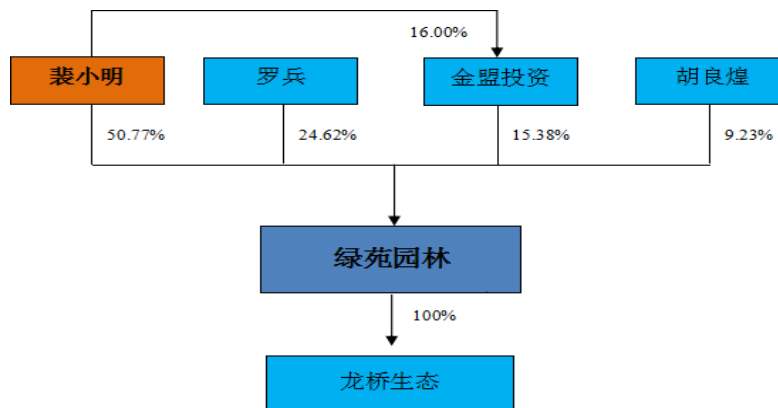 16.00%
裴小明
罗兵
金盟投资
胡良煌
50.77%
24.62%
15.38%
9.23%
绿苑园林
100%
龙桥生态